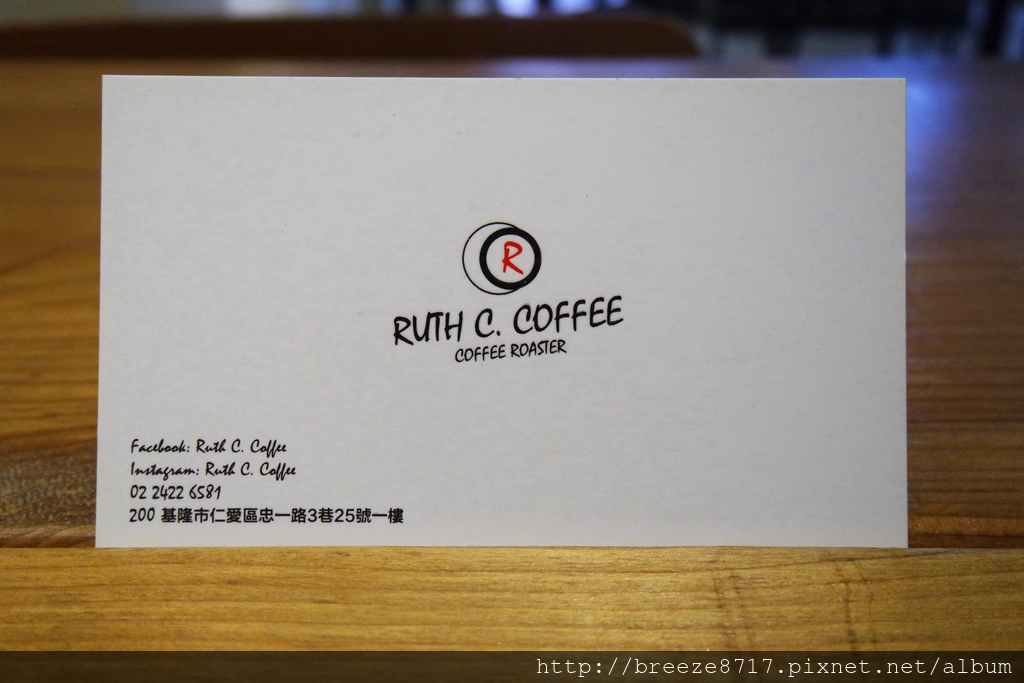 R
RUTH C. COFFEE
COFFEE ROASTER
Facebook: Ruth C. Coffee
Instagram: Ruth C. Coffee
02 2422 6581
200 基隆市仁愛區忠一路3巷25號一樓
http://breeze8717.pixnet.net/album